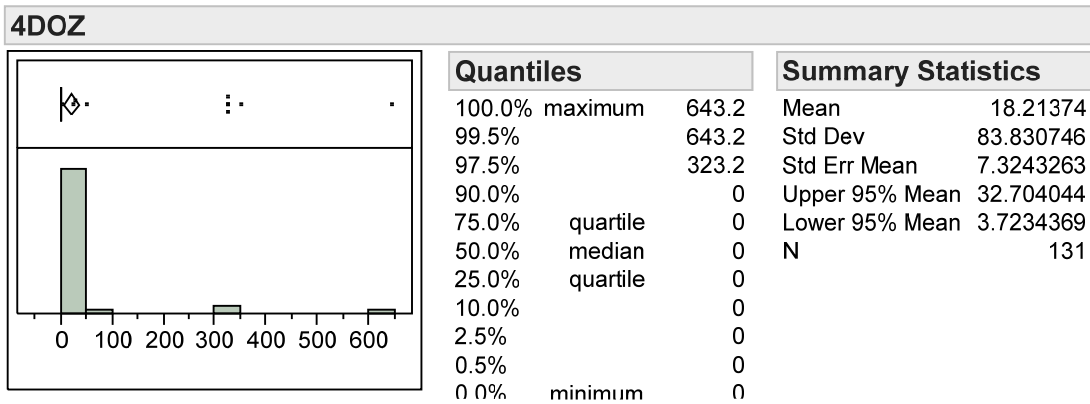 4DOZ
0 100 200 300 400 500 600
Quantiles
100.0% maximum 643.2
99.5% 643.2
97.5% 323.2
90.0% 0
75.0% quartile 0
50.0% median 0
25.0% quartile 0
10.0% 0
2.5% 0
0.5% 0
0.0% minimum 0
Summary Statistics
Mean 18.21374
Std Dev 83.830746
Std Err Mean 7.3243263
Upper 95% Mean 32.704044
Lower 95% Mean 3.7234369
N 131